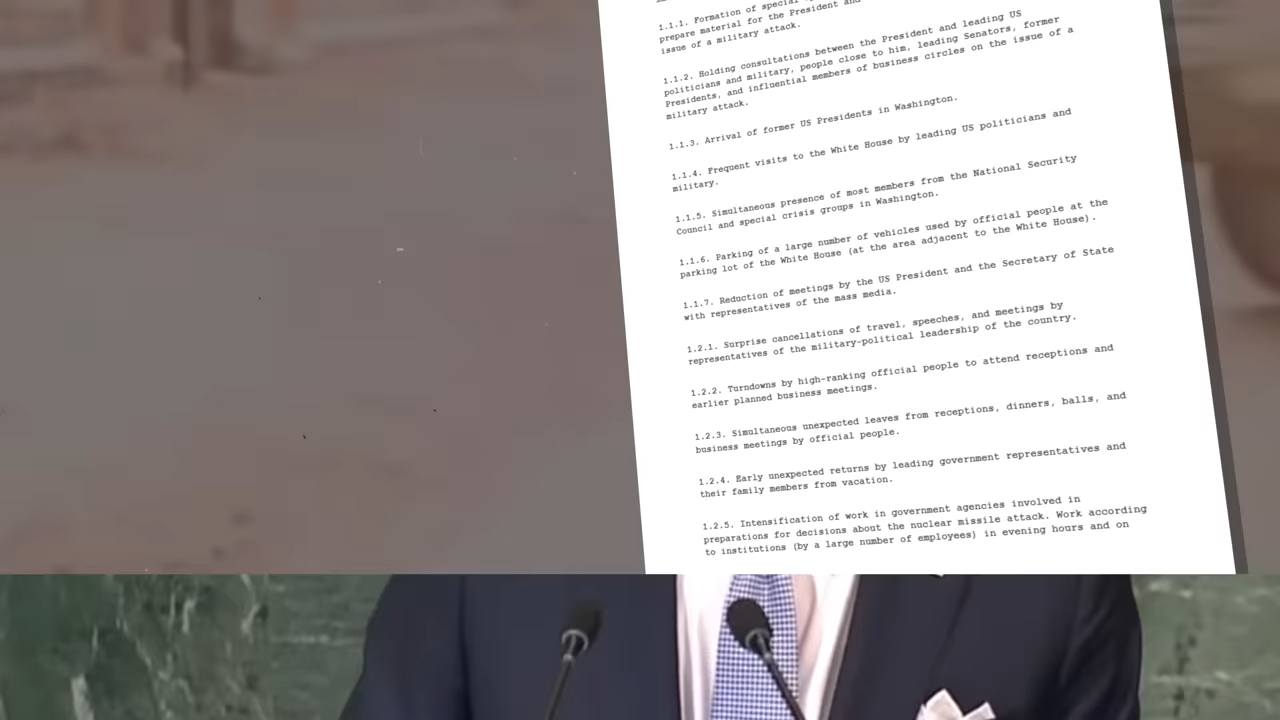 1.1.1. Formation of special
prepare material for the President and
issue of a military attack.
1.1.2. Holding consultations between the President and leading US
politicians and military, people close to him, leading Senators, former
Presidents, and influential members of business circles on the issue of a
military attack.
1.1.3. Arrival of former US Presidents in Washington.
1.1.4. Frequent visits to the White House by leading US politicians and
military.
1.1.5. Simultaneous presence of most members from the National Security
Council and special crisis groups in Washington.
1.1.6. Parking of a large number of vehicles used by official people at the
parking lot of the White House (at the area adjacent to the White House).
1.1.7. Reduction of meetings by the US President and the Secretary of State
with representatives of the mass media.
1.2.1. Surprise cancellations of travel, speeches, and meetings by
representatives of the military-political leadership of the country.
1.2.2. Turndowns by high-ranking official people to attend receptions and
earlier planned business meetings.
1.2.3. Simultaneous unexpected leaves from receptions, dinners, balls, and
business meetings by official people.
1.2.4. Early unexpected returns by leading government representatives and
their family members from vacation.
1.2.5. Intensification of work in government agencies involved in
preparations for decisions about the nuclear missile attack. Work according
to institutions (by a large number of employees) in evening hours and on